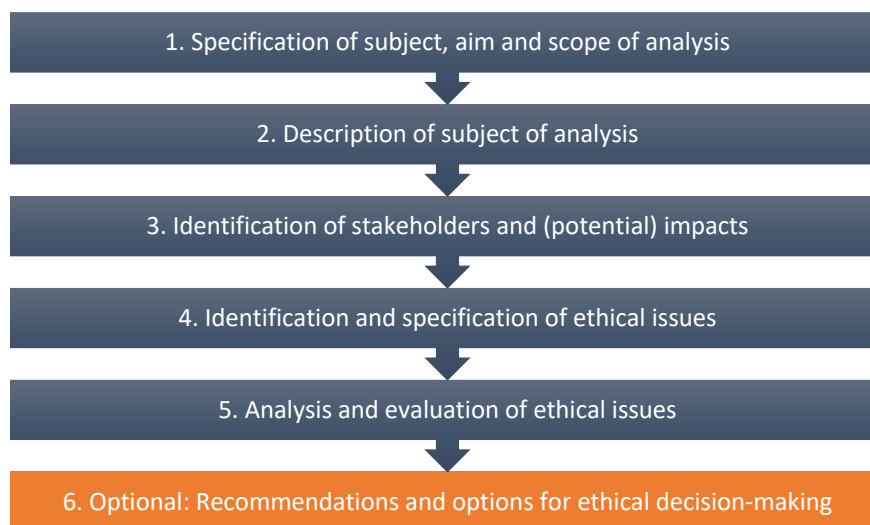 1. Specification of subject, aim and scope of analysis
2. Description of subject of analysis
3. Identification of stakeholders and (potential) impacts
4. Identification and specification of ethical issues
5. Analysis and evaluation of ethical issues
6. Optional: Recommendations and options for ethical decision-making